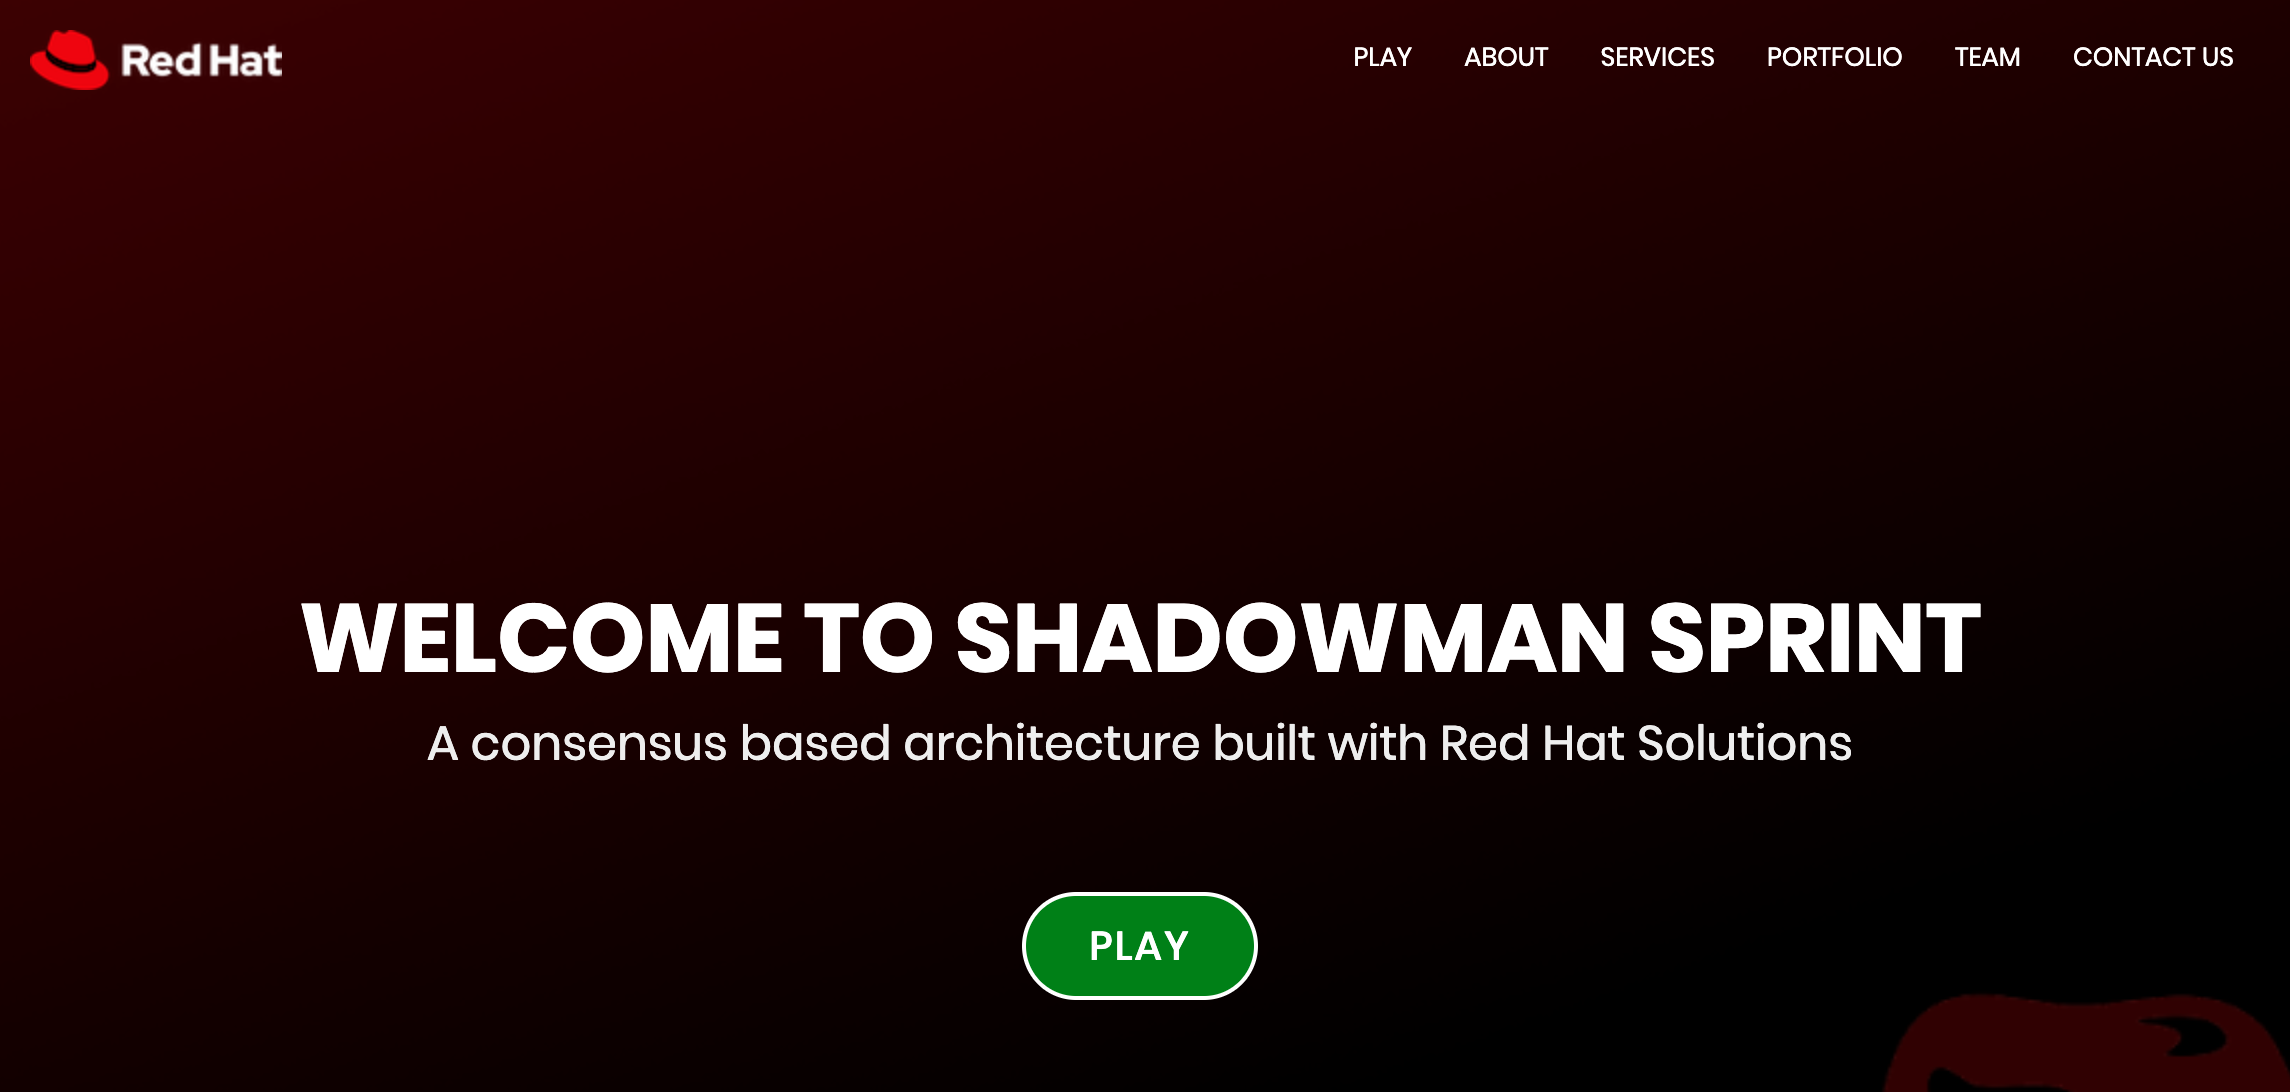 Red Hat
PLAY ABOUT SERVICES PORTFOLIO TEAM CONTACT US
WELCOME TO SHADOWMAN SPRINT
A consensus based architecture built with Red Hat Solutions
PLAY